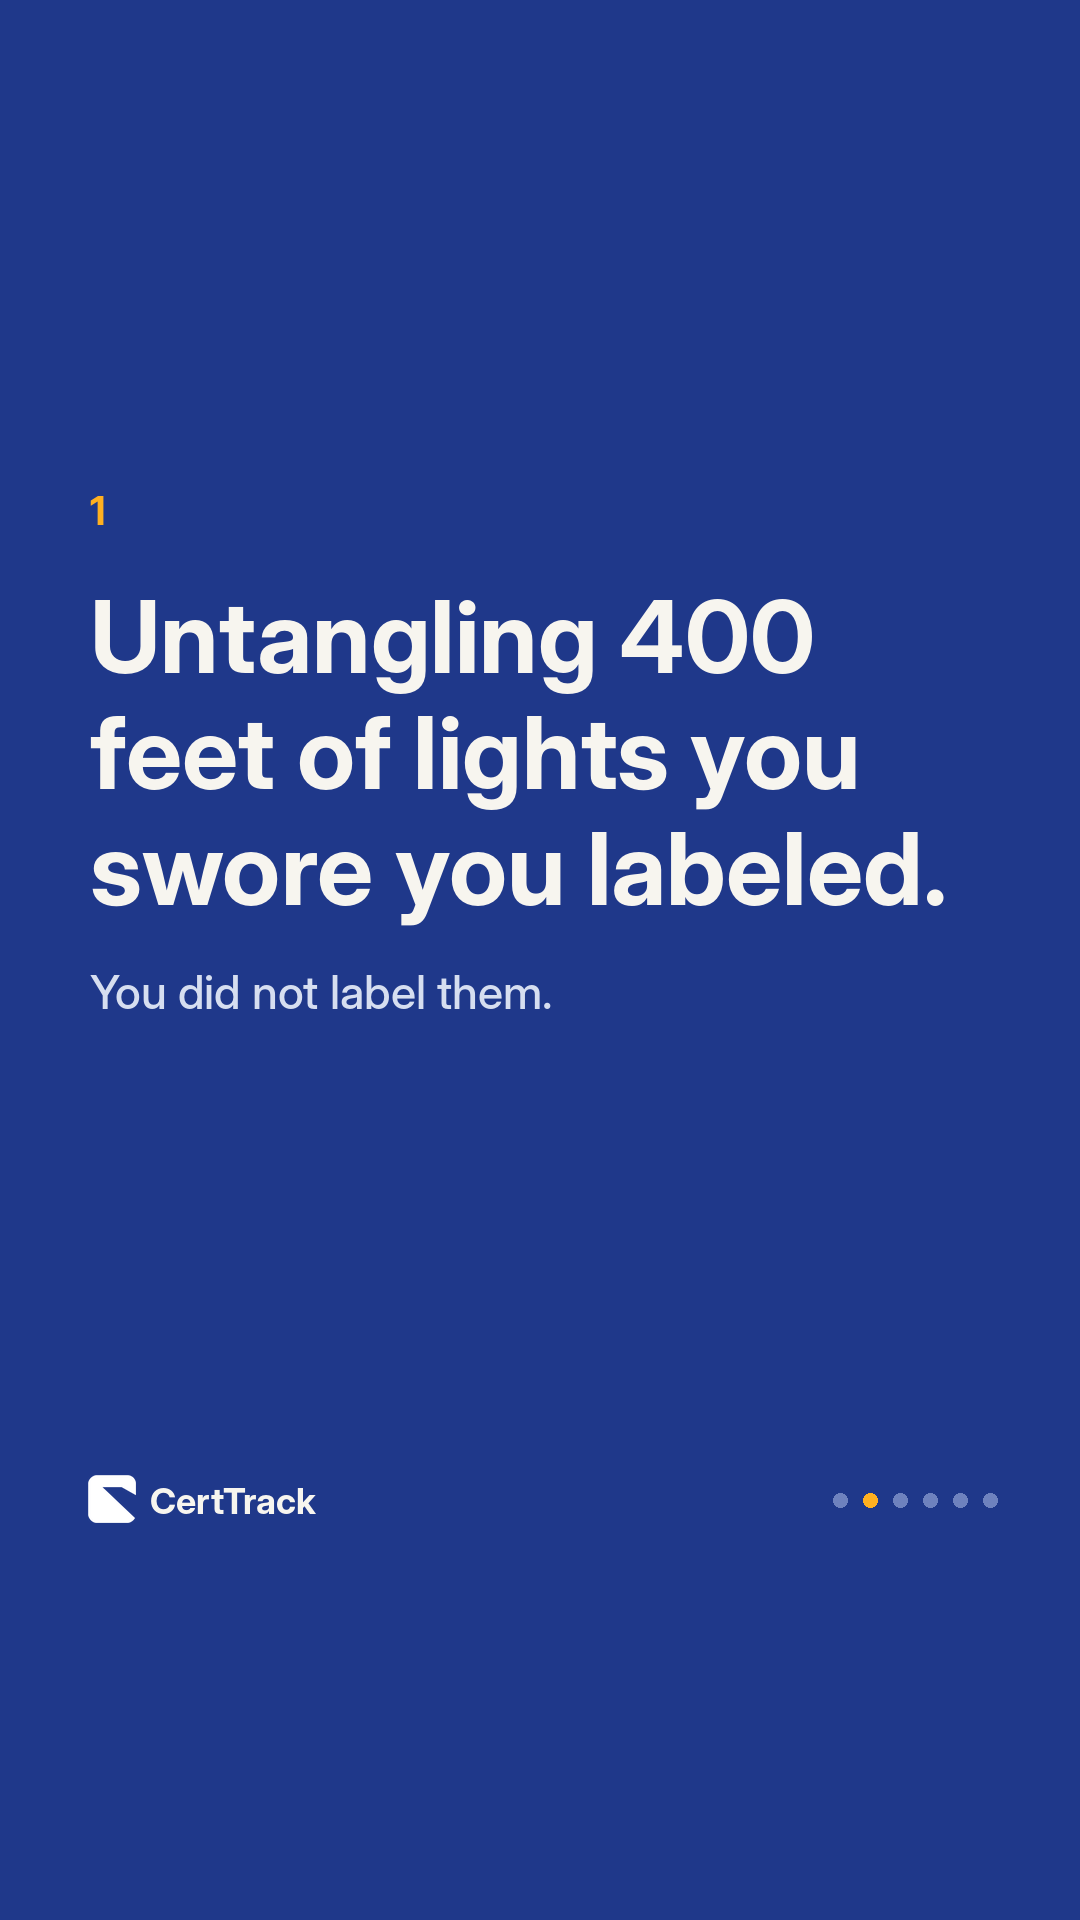 1
Untangling 400
feet of lights you
swore you labeled.
You did not label them.
CertTrack